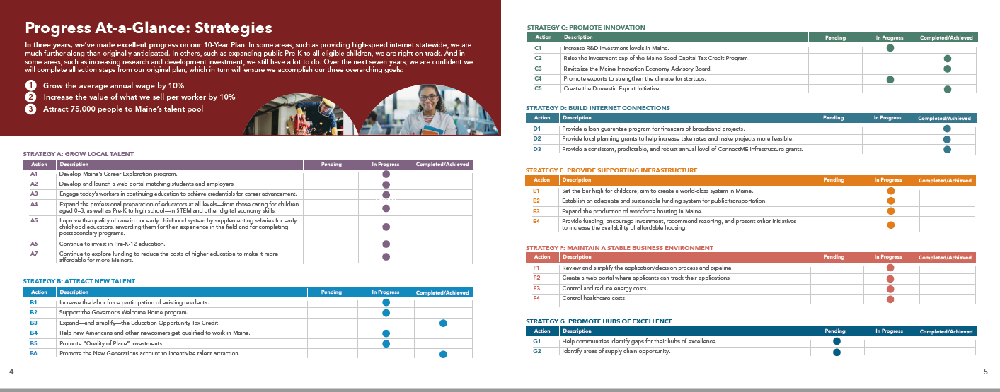 Progress At-a-Glance: Strategies
In three years, we've made excellent progress on our 10-Year Plan. In some areas, such as providing high-speed internet statewide, we are
much further along than originally anticipated. In others, such as expanding public Pre-K to all eligible children, we are right on track. And in
some areas, such as increasing research and development investment, we still have a lot to do. Over the next seven years, we are confident we
will complete all action steps from our original plan, which in turn will ensure we accomplish our three overarching goals:
1 Grow the average annual wage by 10%
2 Increase the value of what we sell per worker by 10%
3 Attract 75,000 people to Maine's talent pool
STRATEGY A: GROW LOCAL TALENT
Action Description Pending In Progress Completed/Achieved
A1 Develop Maine's Career Exploration program.
A2 Develop and launch a web portal matching students and employers.
A3 Engage today's workers in continuing education to achieve credentials for career advancement.
A4 Expand the professional preparation of educators at all levels—from those caring for children
aged 0–3, as well as Pre-K to high school—in STEM and other digital economy skills.
A5 Improve the quality of care in our early childhood system by supplementing salaries for early
childhood educators, rewarding them for their experience in the field and for completing
postsecondary programs.
A6 Continue to invest in Pre-K-12 education.
A7 Continue to explore funding to reduce the costs of higher education to make it more
affordable for more Mainers.
STRATEGY B: ATTRACT NEW TALENT
Action Description Pending In Progress Completed/Achieved
B1 Increase the labor force participation of existing residents.
B2 Support the Governor's Welcome Home program.
B3 Expand—and simplify—the Education Opportunity Tax Credit.
B4 Help new Americans and other newcomers get qualified to work in Maine.
B5 Promote "Quality of Place" investments.
B6 Promote the New Generations account to incentivize talent attraction.
4
STRATEGY C: PROMOTE INNOVATION
Action Description Pending In Progress Completed/Achieved
C1 Increase R&D investment levels in Maine.
C2 Raise the investment cap of the Maine Seed Capital Tax Credit Program.
C3 Revitalize the Maine Innovation Economy Advisory Board.
C4 Promote exports to strengthen the climate for startups.
C5 Create the Domestic Export Initiative.
STRATEGY D: BUILD INTERNET CONNECTIONS
Action Description Pending In Progress Completed/Achieved
D1 Provide a loan guarantee program for financers of broadband projects.
D2 Provide local planning grants to help increase take rates and make projects more feasible.
D3 Provide a consistent, predictable, and robust annual level of ConnectME infrastructure grants.
STRATEGY E: PROVIDE SUPPORTING INFRASTRUCTURE
Action Description Pending In Progress Completed/Achieved
E1 Set the bar high for childcare; aim to create a world-class system in Maine.
E2 Establish an adequate and sustainable funding system for public transportation.
E3 Expand the production of workforce housing in Maine.
E4 Provide funding, encourage investment, recommend rezoning, and present other initiatives
to increase the availability of affordable housing.
STRATEGY F: MAINTAIN A STABLE BUSINESS ENVIRONMENT
Action Description Pending In Progress Completed/Achieved
F1 Review and simplify the application/decision process and pipeline.
F2 Create a web portal where applicants can track their applications.
F3 Control and reduce energy costs.
F4 Control healthcare costs.
STRATEGY G: PROMOTE HUBS OF EXCELLENCE
Action Description Pending In Progress Completed/Achieved
G1 Help communities identify gaps for their hubs of excellence.
G2 Identify areas of supply chain opportunity.
5